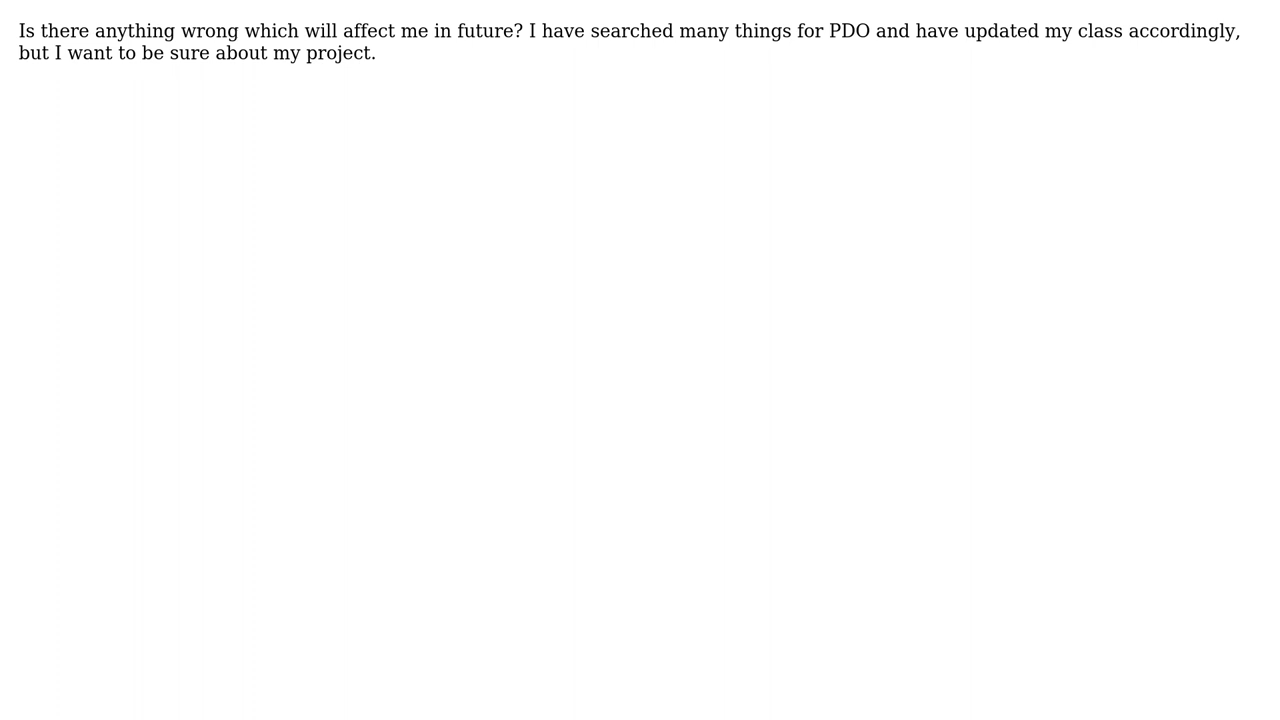 Is there anything wrong which will affect me in future? I have searched many things for PDO and have updated my class accordingly,
but I want to be sure about my project.